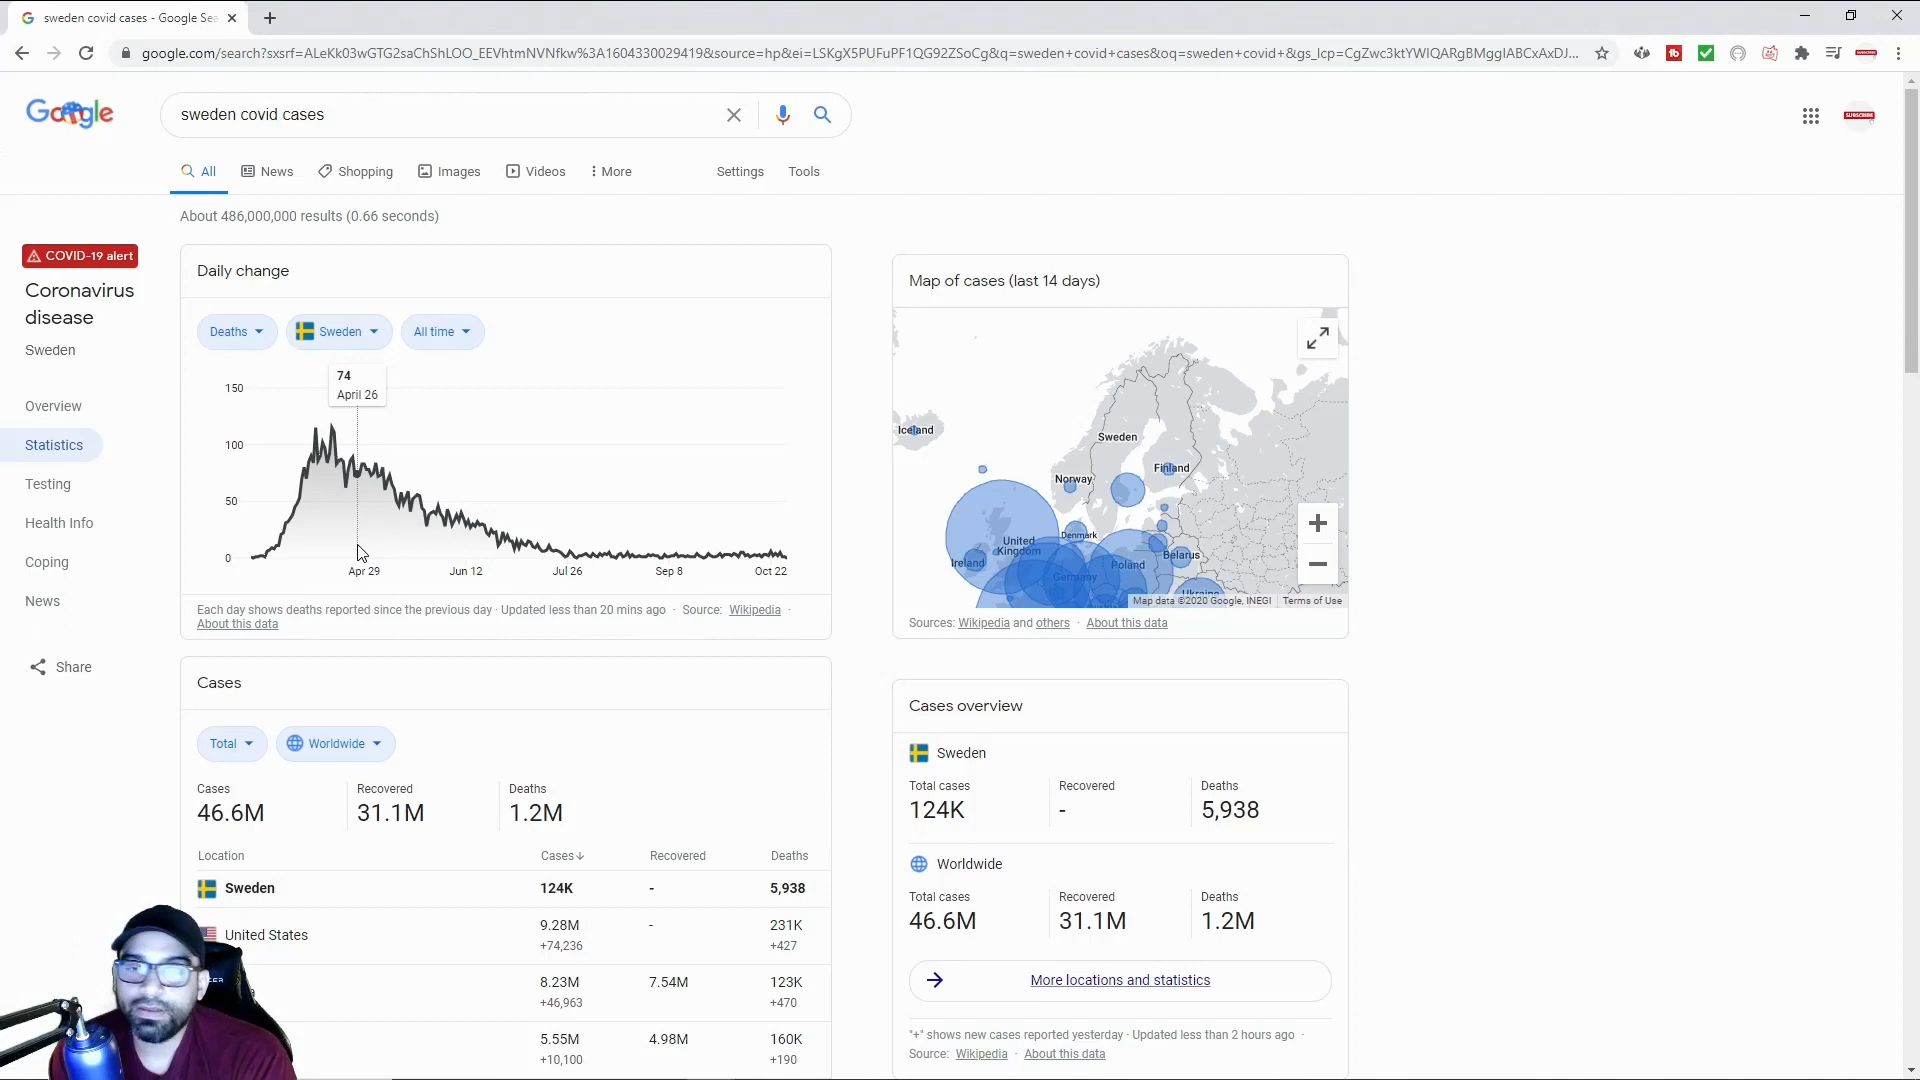 sweden covid cases - Google Sea
google.com/search?sxsrf=ALeKk03wGTG2saChShLOO_EEVhtmNVNfkw%3A1604330029419&source=hp&ei=LSKgX5PUFuPF1QG92ZSoCg&q=sweden+covid+cases&oq=sweden+covid+&gs_lcp=CgZwc3ktYWIQARgBMggIABCxAxDJ...
Google
sweden covid cases
SUBSCRIBE
All News Shopping Images Videos More Settings Tools
About 486,000,000 results (0.66 seconds)
COVID-19 alert
Coronavirus
disease
Sweden
Overview
Statistics
Testing
Health Info
Coping
News
Share
Daily change
Deaths Sweden All time
74
April 26
150
100
50
0
Apr 29 Jun 12 Jul 26 Sep 8 Oct 22
Each day shows deaths reported since the previous day · Updated less than 20 mins ago · Source: Wikipedia ·
About this data
Map of cases (last 14 days)
Iceland
Sweden
Finland
Norway
Denmark
United
Kingdom
Ireland
Belarus
Poland
Germany
Ukraine
Map data ©2020 Google, INEGI Terms of Use
Sources: Wikipedia and others · About this data
Cases
Total Worldwide
Cases Recovered Deaths
46.6M 31.1M 1.2M
Location Cases Recovered Deaths
Sweden 124K - 5,938
United States 9.28M - 231K
+74,236 +427
8.23M 7.54M 123K
+46,963 +470
5.55M 4.98M 160K
+10,100 +190
Cases overview
Sweden
Total cases Recovered Deaths
124K - 5,938
Worldwide
Total cases Recovered Deaths
46.6M 31.1M 1.2M
More locations and statistics
"+" shows new cases reported yesterday · Updated less than 2 hours ago ·
Source: Wikipedia · About this data